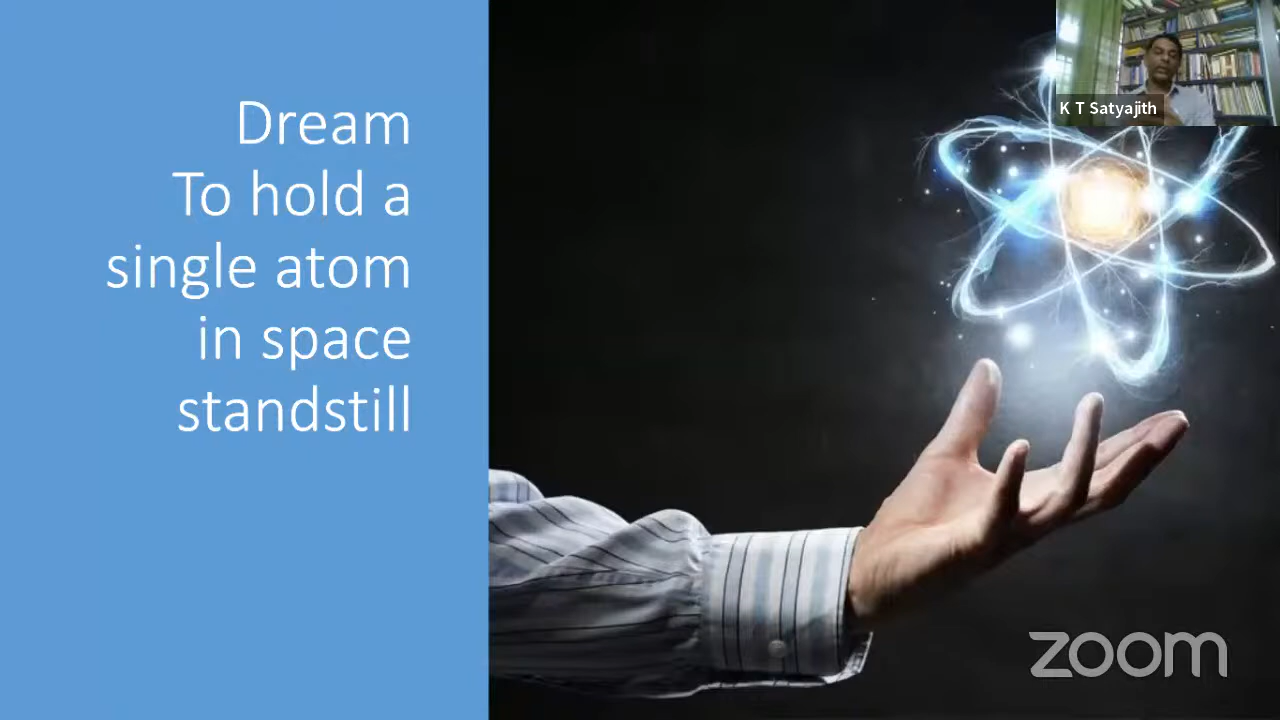 Dream
To hold a
single atom
in space
standstill
K T Satyajith
zoom